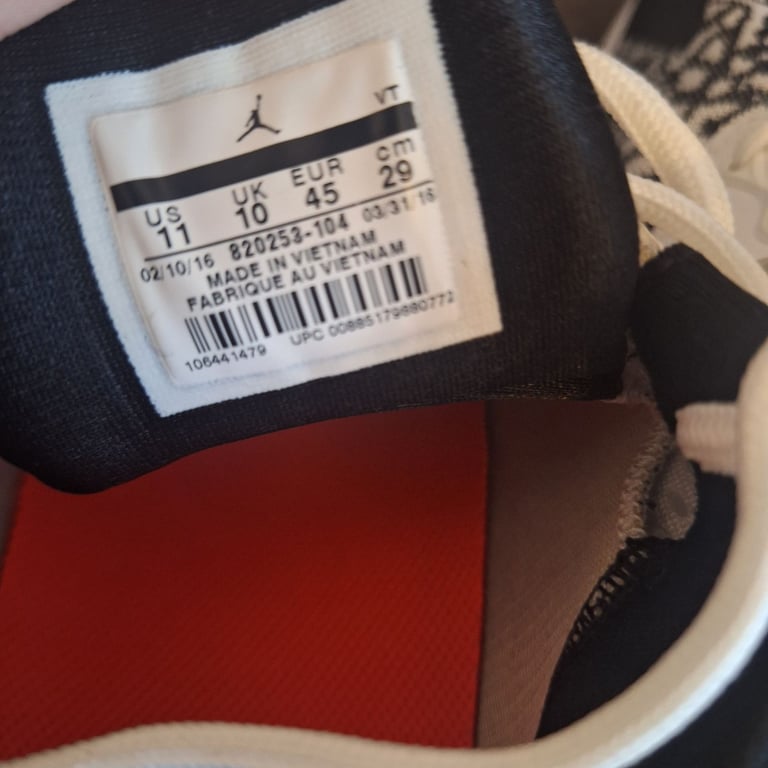 VT
US UK EUR cm
11 10 45 29
02/10/16 820253-104 03/31/16
MADE IN VIETNAM
FABRIQUE AU VIETNAM
106441479 UPC 00885179690772